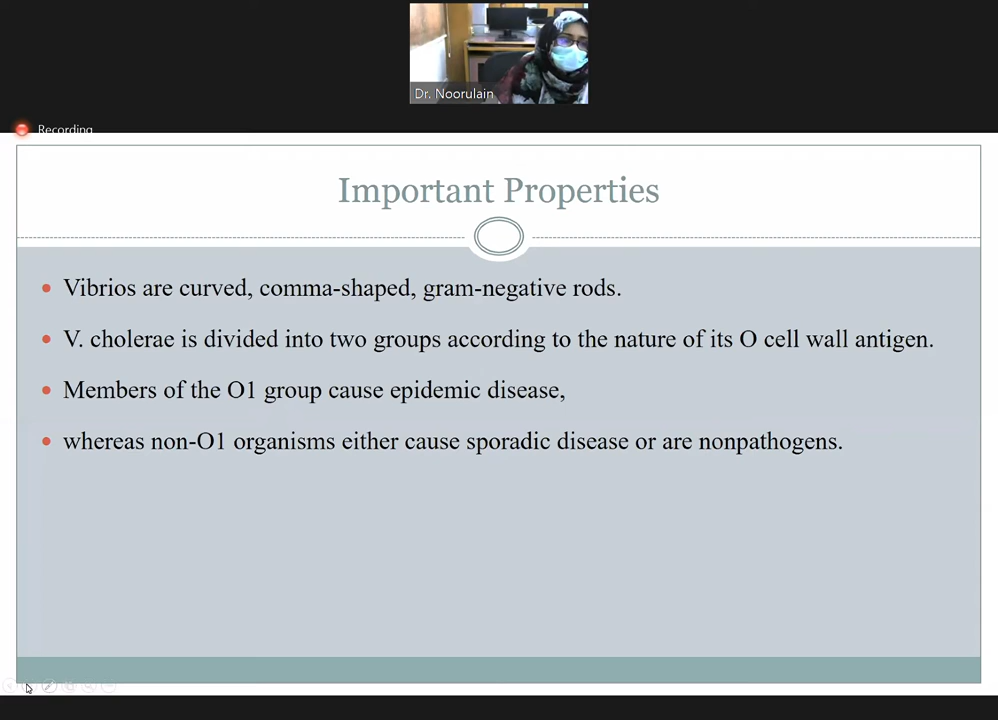 Dr. Noorulain
Recording
Important Properties
Vibrios are curved, comma-shaped, gram-negative rods.
V. cholerae is divided into two groups according to the nature of its O cell wall antigen.
Members of the O1 group cause epidemic disease,
whereas non-O1 organisms either cause sporadic disease or are nonpathogens.